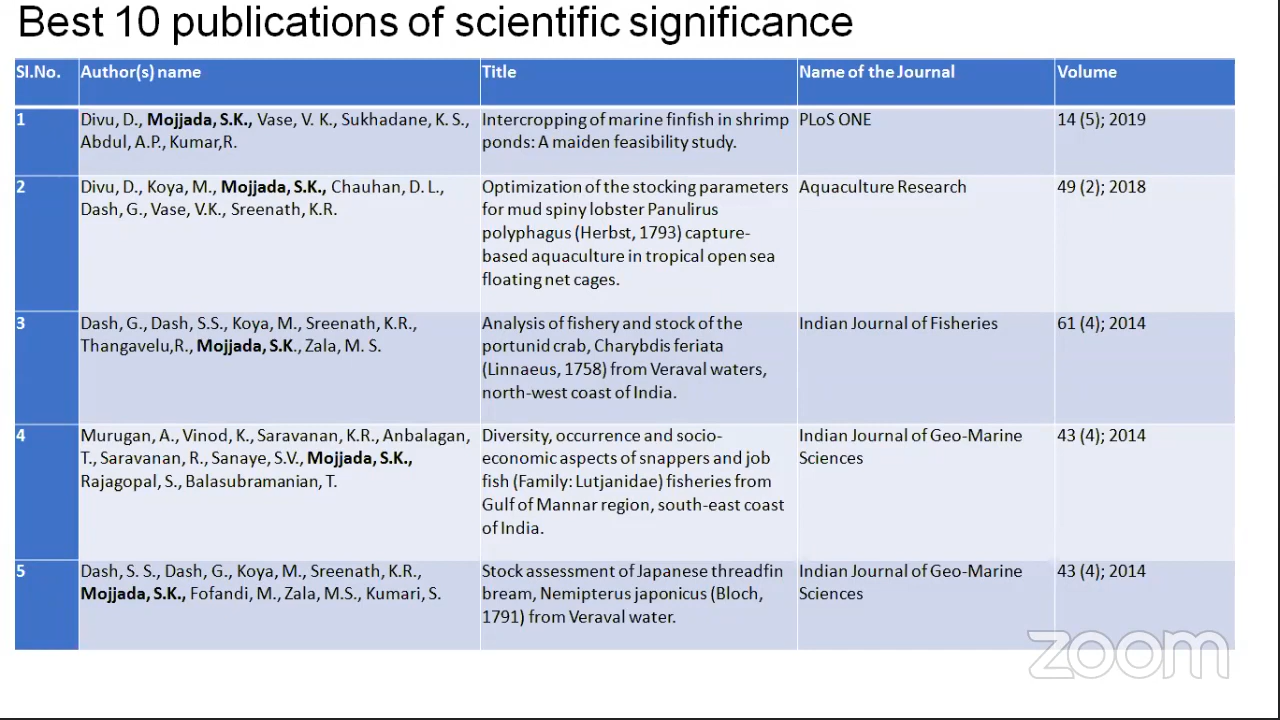 Best 10 publications of scientific significance
Sl.No. Author(s) name Title Name of the Journal Volume
1 Divu, D., Mojjada, S.K., Vase, V. K., Sukhadane, K. S., Intercropping of marine finfish in shrimp PLoS ONE 14 (5); 2019
Abdul, A.P., Kumar,R. ponds: A maiden feasibility study.
2 Divu, D., Koya, M., Mojjada, S.K., Chauhan, D. L., Optimization of the stocking parameters Aquaculture Research 49 (2); 2018
Dash, G., Vase, V.K., Sreenath, K.R. for mud spiny lobster Panulirus
polyphagus (Herbst, 1793) capture-
based aquaculture in tropical open sea
floating net cages.
3 Dash, G., Dash, S.S., Koya, M., Sreenath, K.R., Analysis of fishery and stock of the Indian Journal of Fisheries 61 (4); 2014
Thangavelu,R., Mojjada, S.K., Zala, M. S. portunid crab, Charybdis feriata
(Linnaeus, 1758) from Veraval waters,
north-west coast of India.
4 Murugan, A., Vinod, K., Saravanan, K.R., Anbalagan, Diversity, occurrence and socio- Indian Journal of Geo-Marine 43 (4); 2014
T., Saravanan, R., Sanaye, S.V., Mojjada, S.K., economic aspects of snappers and job Sciences
Rajagopal, S., Balasubramanian, T. fish (Family: Lutjanidae) fisheries from
Gulf of Mannar region, south-east coast
of India.
5 Dash, S. S., Dash, G., Koya, M., Sreenath, K.R., Stock assessment of Japanese threadfin Indian Journal of Geo-Marine 43 (4); 2014
Mojjada, S.K., Fofandi, M., Zala, M.S., Kumari, S. bream, Nemipterus japonicus (Bloch, Sciences
1791) from Veraval water.
zoom